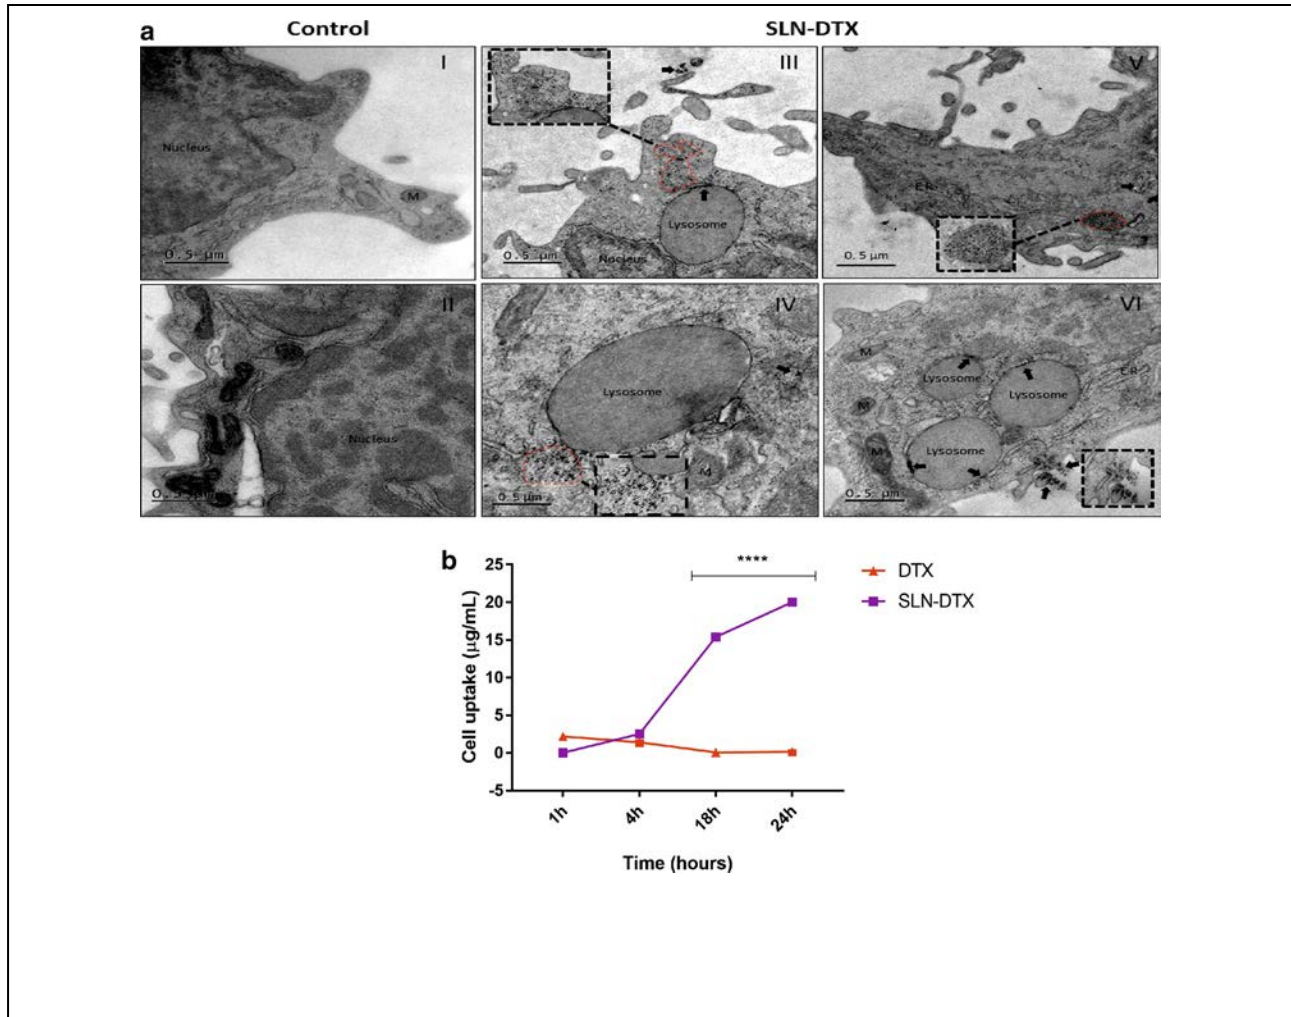 a
Control
SLN-DTX
I
Nucleus
M
0.5 μm
III
Lysosome
Nucleus
0.5 μm
V
ER
0.5 μm
II
Nucleus
0.5 μm
IV
Lysosome
M
0.5 μm
VI
M
Lysosome
ER
Lysosome
M
M
Lysosome
0.5 μm
b
****
25
20
15
10
5
0
-5
Cell uptake (μg/mL)
1h
4h
18h
24h
Time (hours)
DTX
SLN-DTX